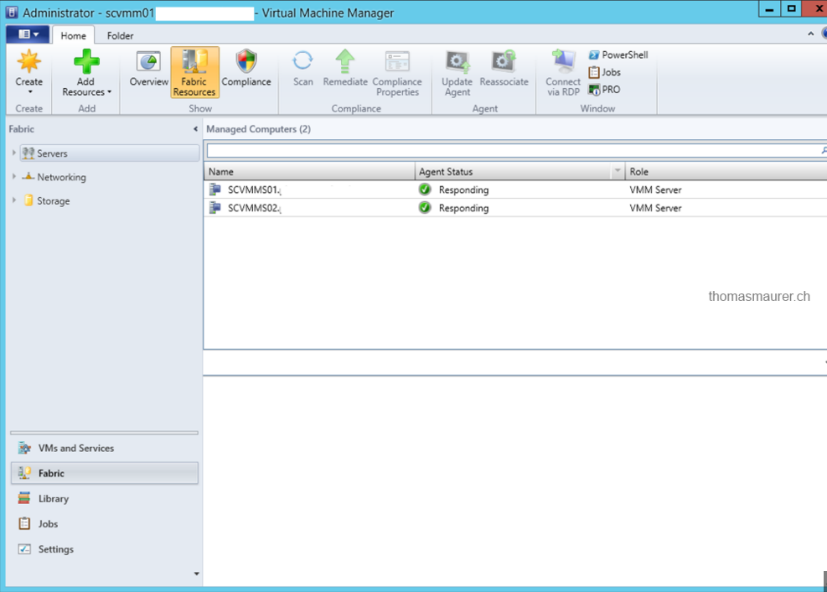 Administrator - scvmm01 - Virtual Machine Manager
Home Folder
Create
Add Resources
Overview
Fabric Resources
Compliance
Scan
Remediate
Compliance Properties
Update Agent
Reassociate
Connect via RDP
PowerShell
Jobs
PRO
Create Add Show Compliance Agent Window
Fabric
Servers
Networking
Storage
Managed Computers (2)
Name Agent Status Role
SCVMMS01. Responding VMM Server
SCVMMS02. Responding VMM Server
thomasmaurer.ch
VMs and Services
Fabric
Library
Jobs
Settings